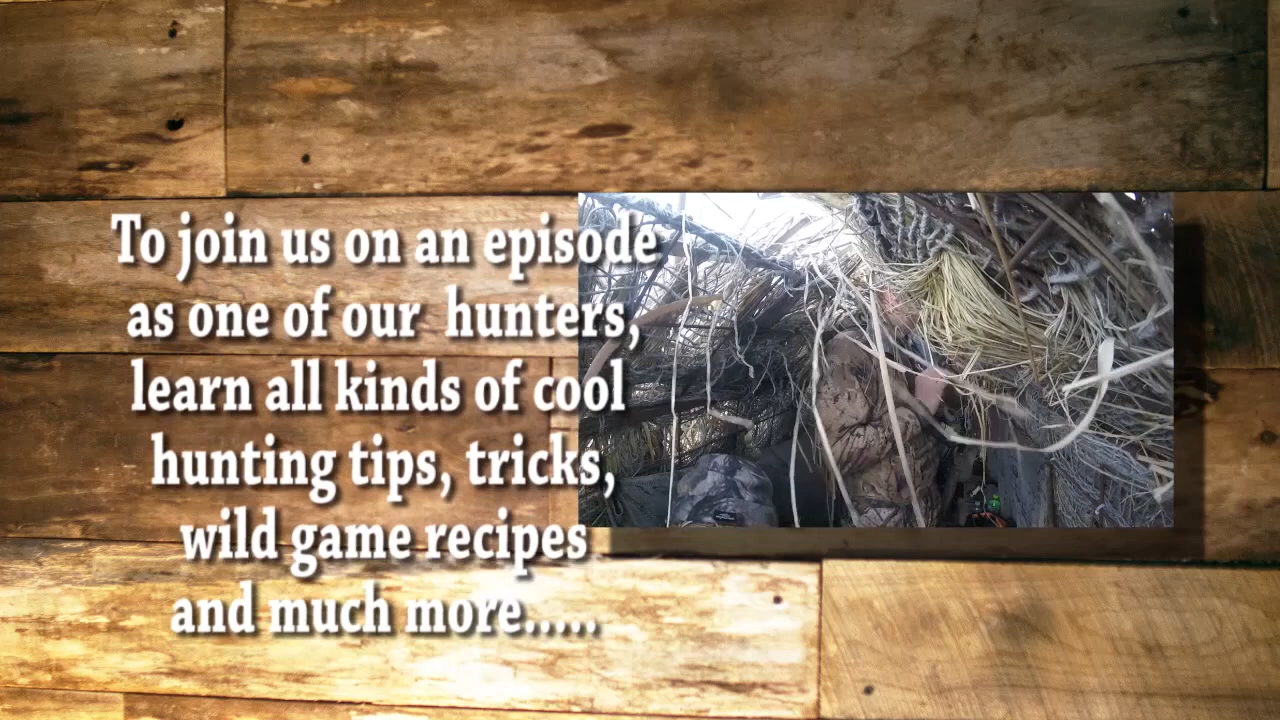 To join us on an episode
as one of our  hunters,
learn all kinds of cool
hunting tips, tricks,
wild game recipes
and much more.....